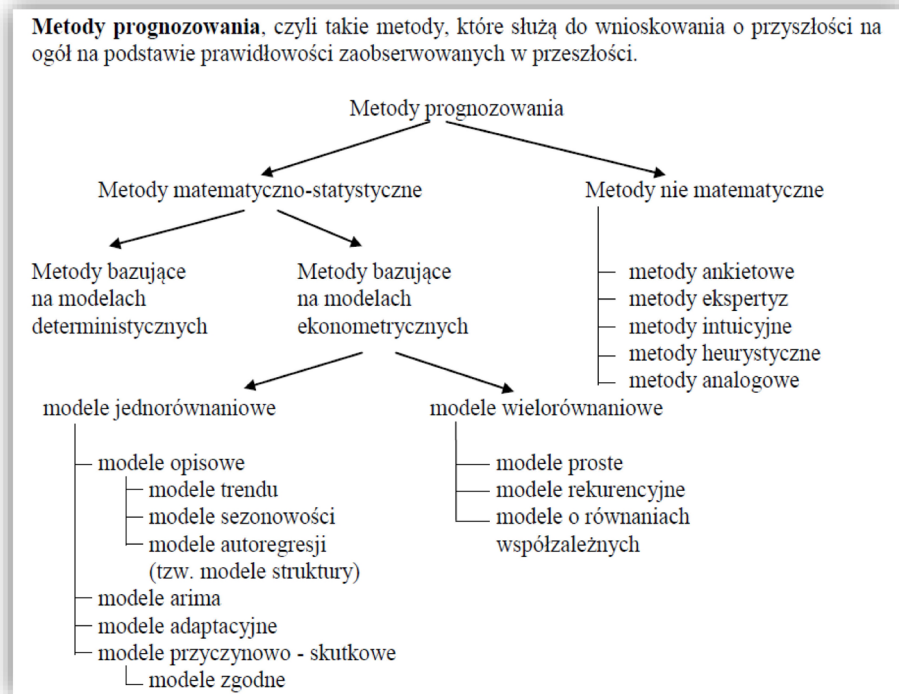 Metody prognozowania, czyli takie metody, które służą do wnioskowania o przyszłości na
ogół na podstawie prawidłowości zaobserwowanych w przeszłości.
Metody prognozowania
Metody matematyczno-statystyczne
Metody nie matematyczne
Metody bazujące
na modelach
deterministycznych
Metody bazujące
na modelach
ekonometrycznych
metody ankietowe
metody ekspertyz
metody intuicyjne
metody heurystyczne
metody analogowe
modele jednorównaniowe
modele opisowe
modele trendu
modele sezonowości
modele autoregresji
(tzw. modele struktury)
modele arima
modele adaptacyjne
modele przyczynowo - skutkowe
modele zgodne
modele wielorównaniowe
modele proste
modele rekurencyjne
modele o równaniach
współzależnych